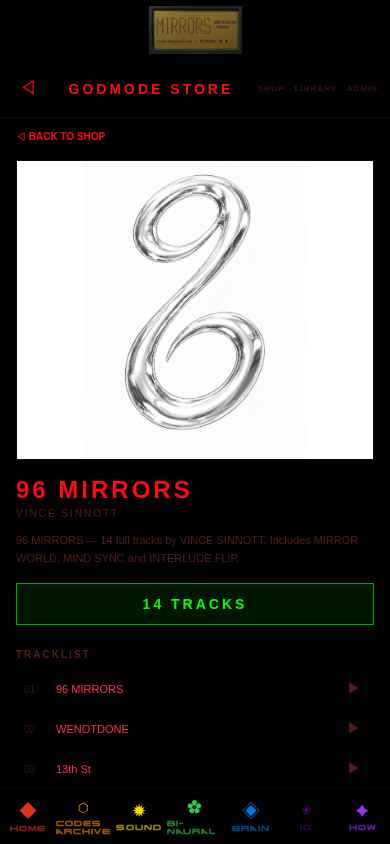 MIRRORS
GODMODE STORE
SHOP LIBRARY ADMIN
◁ BACK TO SHOP
96 MIRRORS
VINCE SINNOTT
96 MIRRORS — 14 full tracks by VINCE SINNOTT. Includes MIRROR
WORLD, MIND SYNC and INTERLUDE FLIP.
14 TRACKS
TRACKLIST
01 96 MIRRORS
02 WENOTDONE
03 13th St
HOME
CODES
ARCHIVE
SOUND
BI-
NAURAL
BRAIN
IQ
HOW